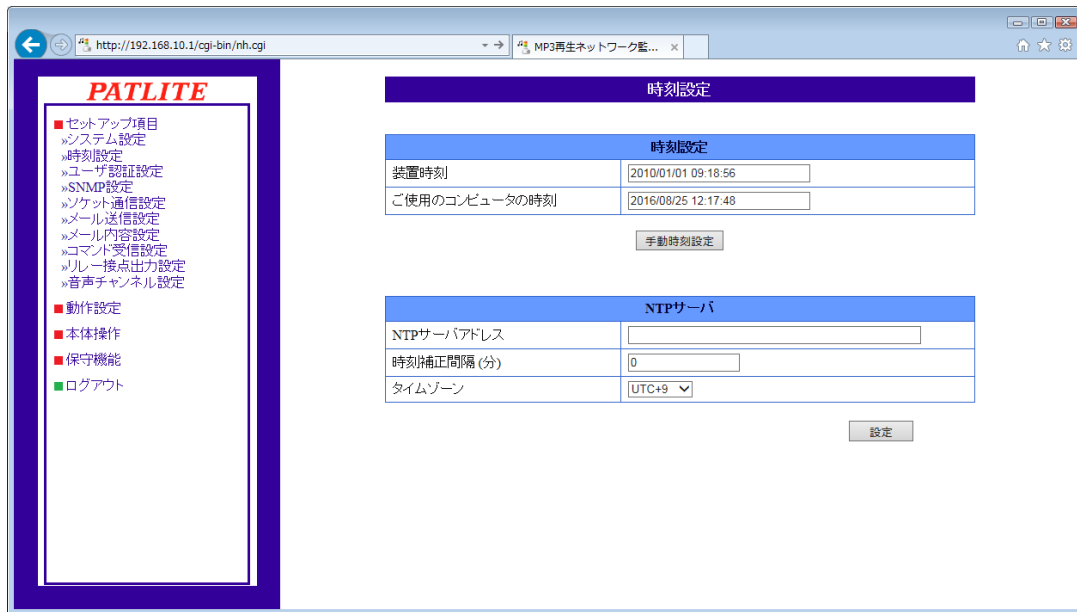 http://192.168.10.1/cgi-bin/nh.cgi
MP3再生ネットワーク監...
PATLITE
■セットアップ項目
»システム設定
»時刻設定
»ユーザ認証設定
»SNMP設定
»ソケット通信設定
»メール送信設定
»メール内容設定
»コマンド受信設定
»リレー接点出力設定
»音声チャンネル設定
■動作設定
■本体操作
■保守機能
■ログアウト
時刻設定
時刻設定
装置時刻 2010/01/01 09:18:56
ご使用のコンピュータの時刻 2016/08/25 12:17:48
手動時刻設定
NTPサーバ
NTPサーバアドレス
時刻補正間隔(分) 0
タイムゾーン UTC+9
設定